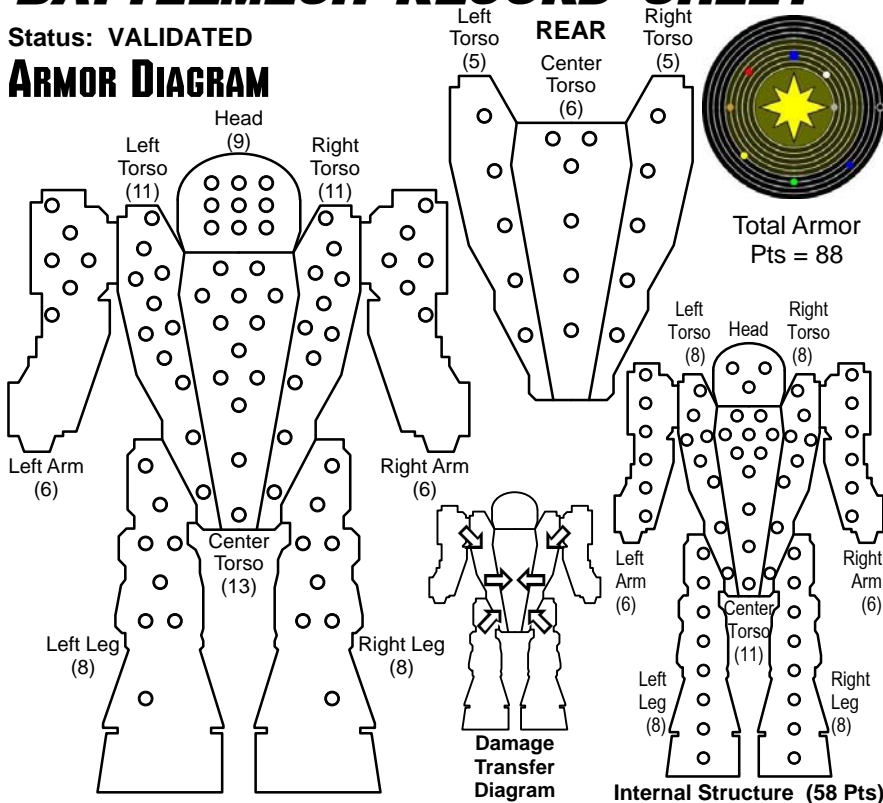 BATTLEMECH RECORD SHEET
Status: VALIDATED
ARMOR DIAGRAM
Head
(9)
Left
Torso
(11)
Right
Torso
(11)
Left Arm
(6)
Right Arm
(6)
Center
Torso
(13)
Left Leg
(8)
Right Leg
(8)
REAR
Left
Torso
(5)
Center
Torso
(6)
Right
Torso
(5)
Total Armor
Pts = 88
Damage
Transfer
Diagram
Left
Torso
(8)
Head
Right
Torso
(8)
Left
Arm
(6)
Right
Arm
(6)
Center
Torso
(11)
Left
Leg
(8)
Right
Leg
(8)
Internal Structure (58 Pts)